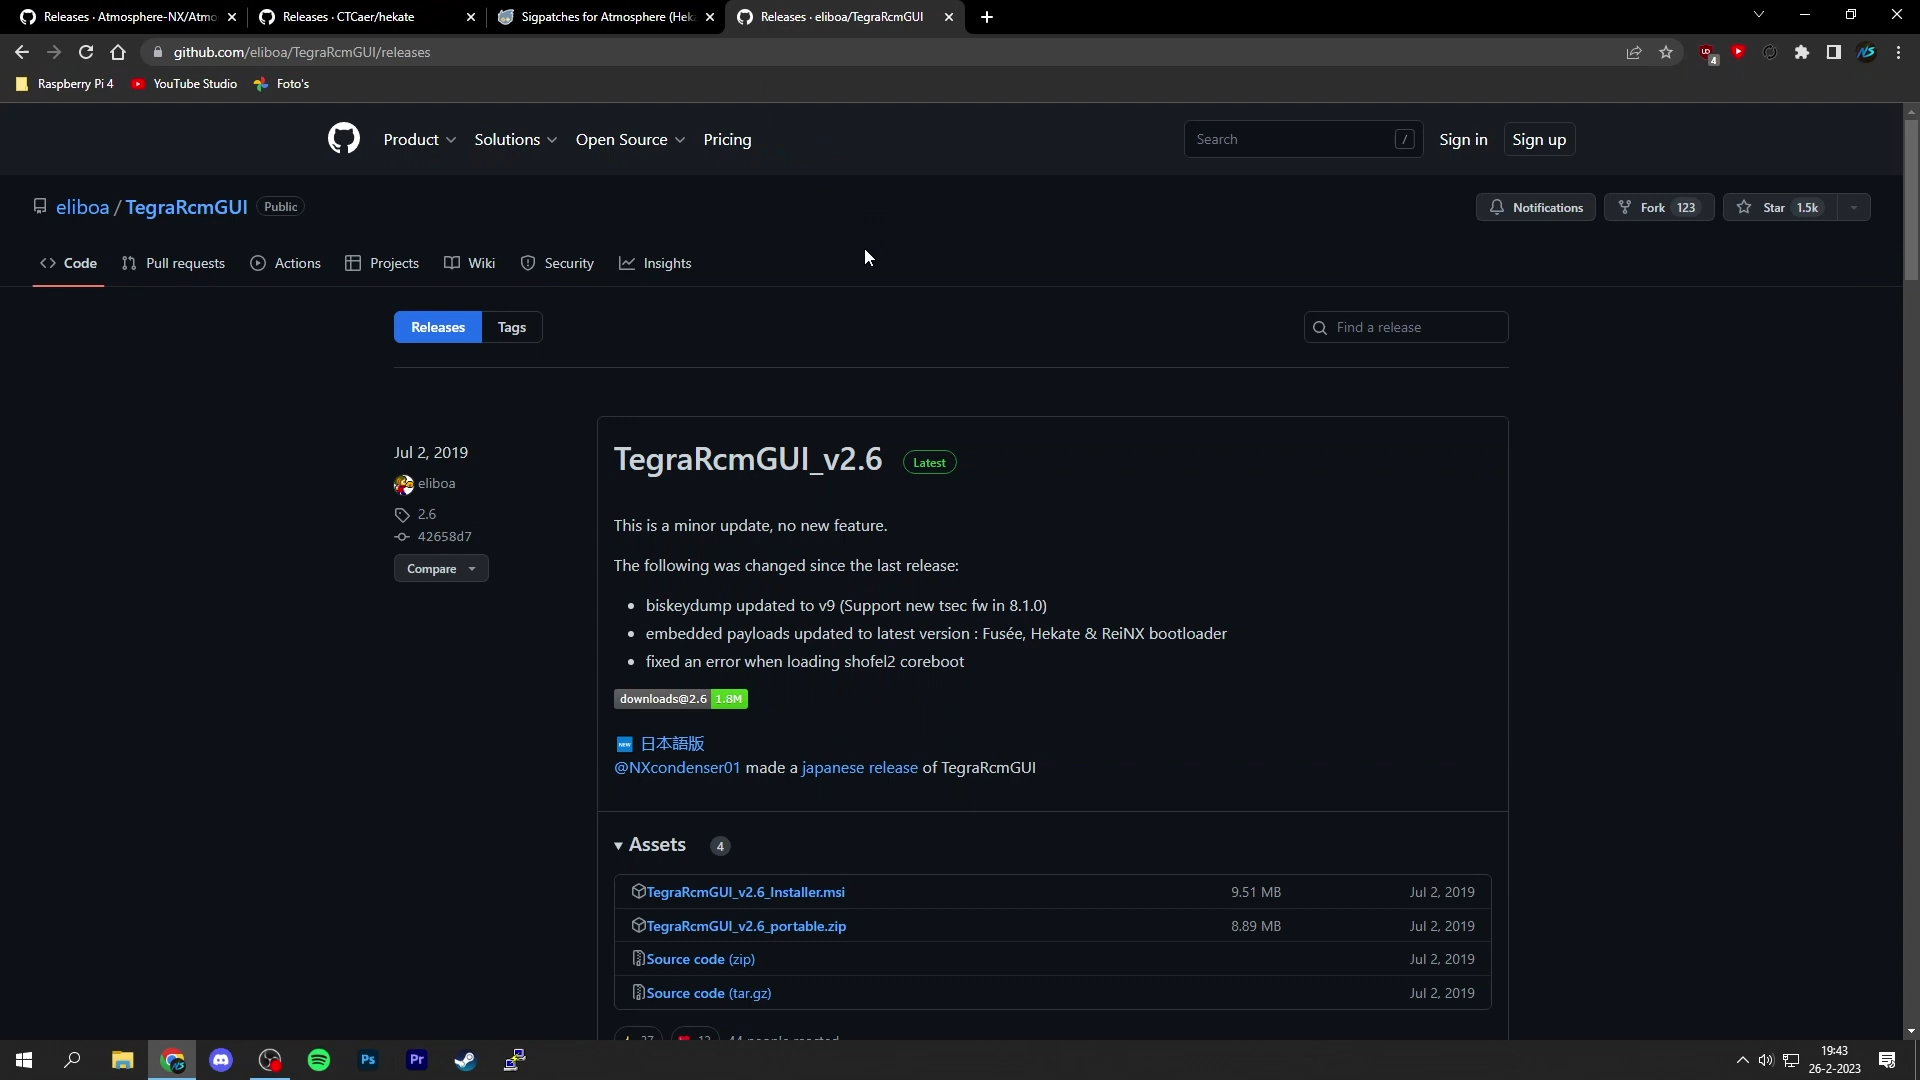 Releases · Atmosphere-NX/Atmo
Releases · CTCaer/hekate
Sigpatches for Atmosphere (Hek
Releases · eliboa/TegraRcmGUI
github.com/eliboa/TegraRcmGUI/releases
4
Raspberry Pi 4
YouTube Studio
Foto's
Product
Solutions
Open Source
Pricing
Search
/
Sign in
Sign up
eliboa / TegraRcmGUI
Public
Notifications
Fork 123
Star 1.5k
Code
Pull requests
Actions
Projects
Wiki
Security
Insights
Releases
Tags
Find a release
Jul 2, 2019
eliboa
2.6
42658d7
Compare
TegraRcmGUI_v2.6
Latest
This is a minor update, no new feature.
The following was changed since the last release:
biskeydump updated to v9 (Support new tsec fw in 8.1.0)
embedded payloads updated to latest version : Fusée, Hekate & ReiNX bootloader
fixed an error when loading shofel2 coreboot
downloads@2.6 1.8M
NEW 日本語版
@NXcondenser01 made a japanese release of TegraRcmGUI
Assets 4
TegraRcmGUI_v2.6_Installer.msi 9.51 MB Jul 2, 2019
TegraRcmGUI_v2.6_portable.zip 8.89 MB Jul 2, 2019
Source code (zip) Jul 2, 2019
Source code (tar.gz) Jul 2, 2019
Ps
Pr
19:43
26-2-2023